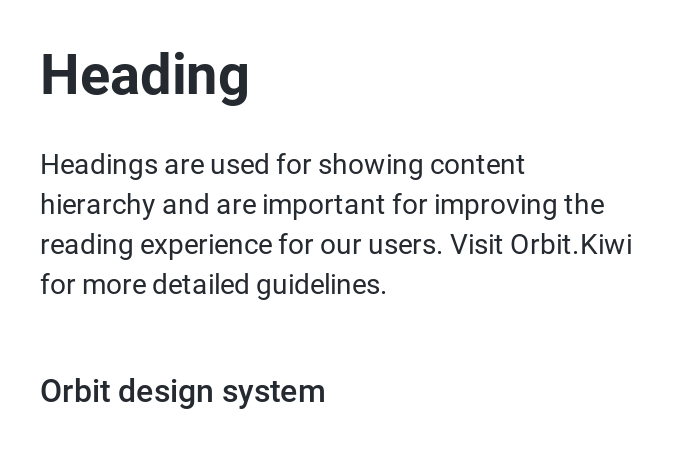 Heading
Headings are used for showing content
hierarchy and are important for improving the
reading experience for our users. Visit Orbit.Kiwi
for more detailed guidelines.
Orbit design system